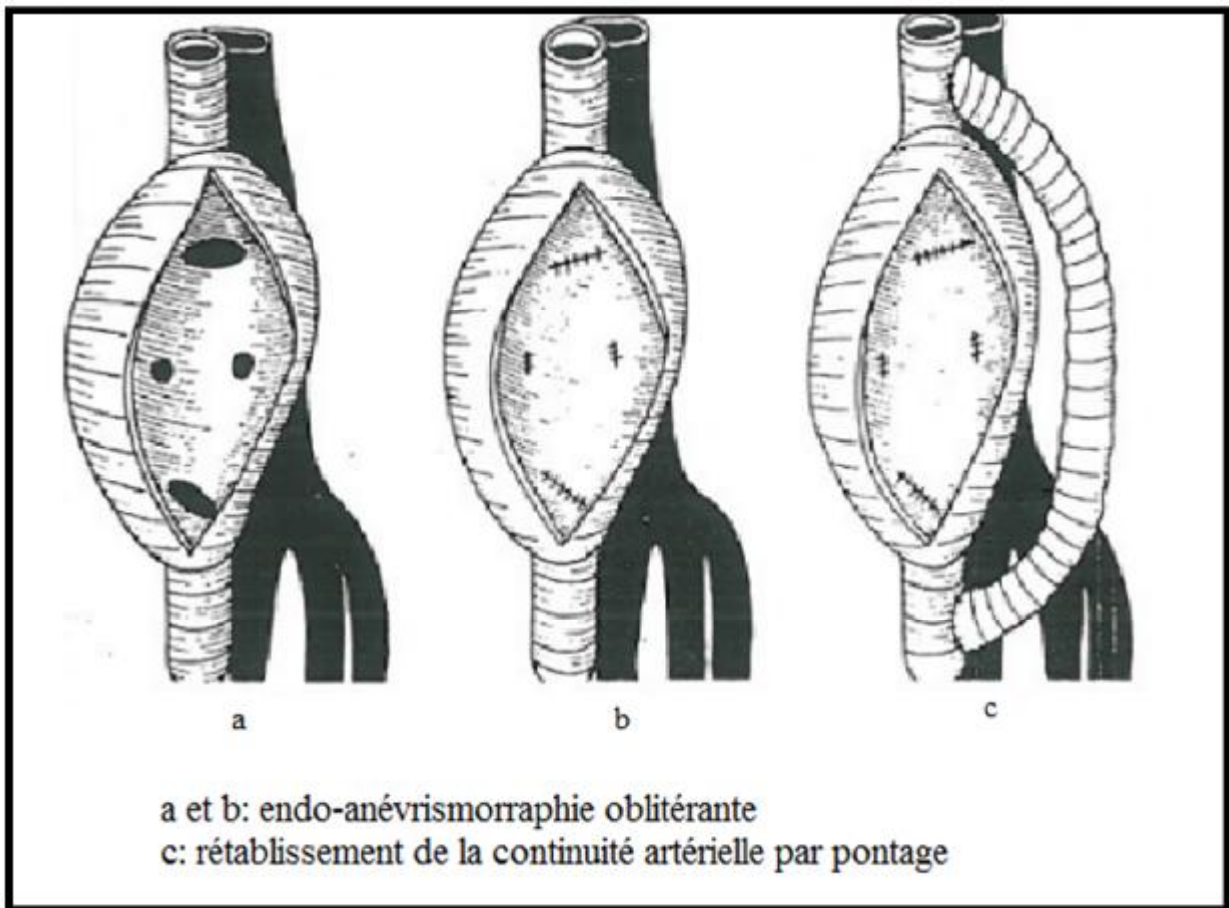 a
b
c
a et b: endo-anévrismorraphie oblitérante
c: rétablissement de la continuité artérielle par pontage